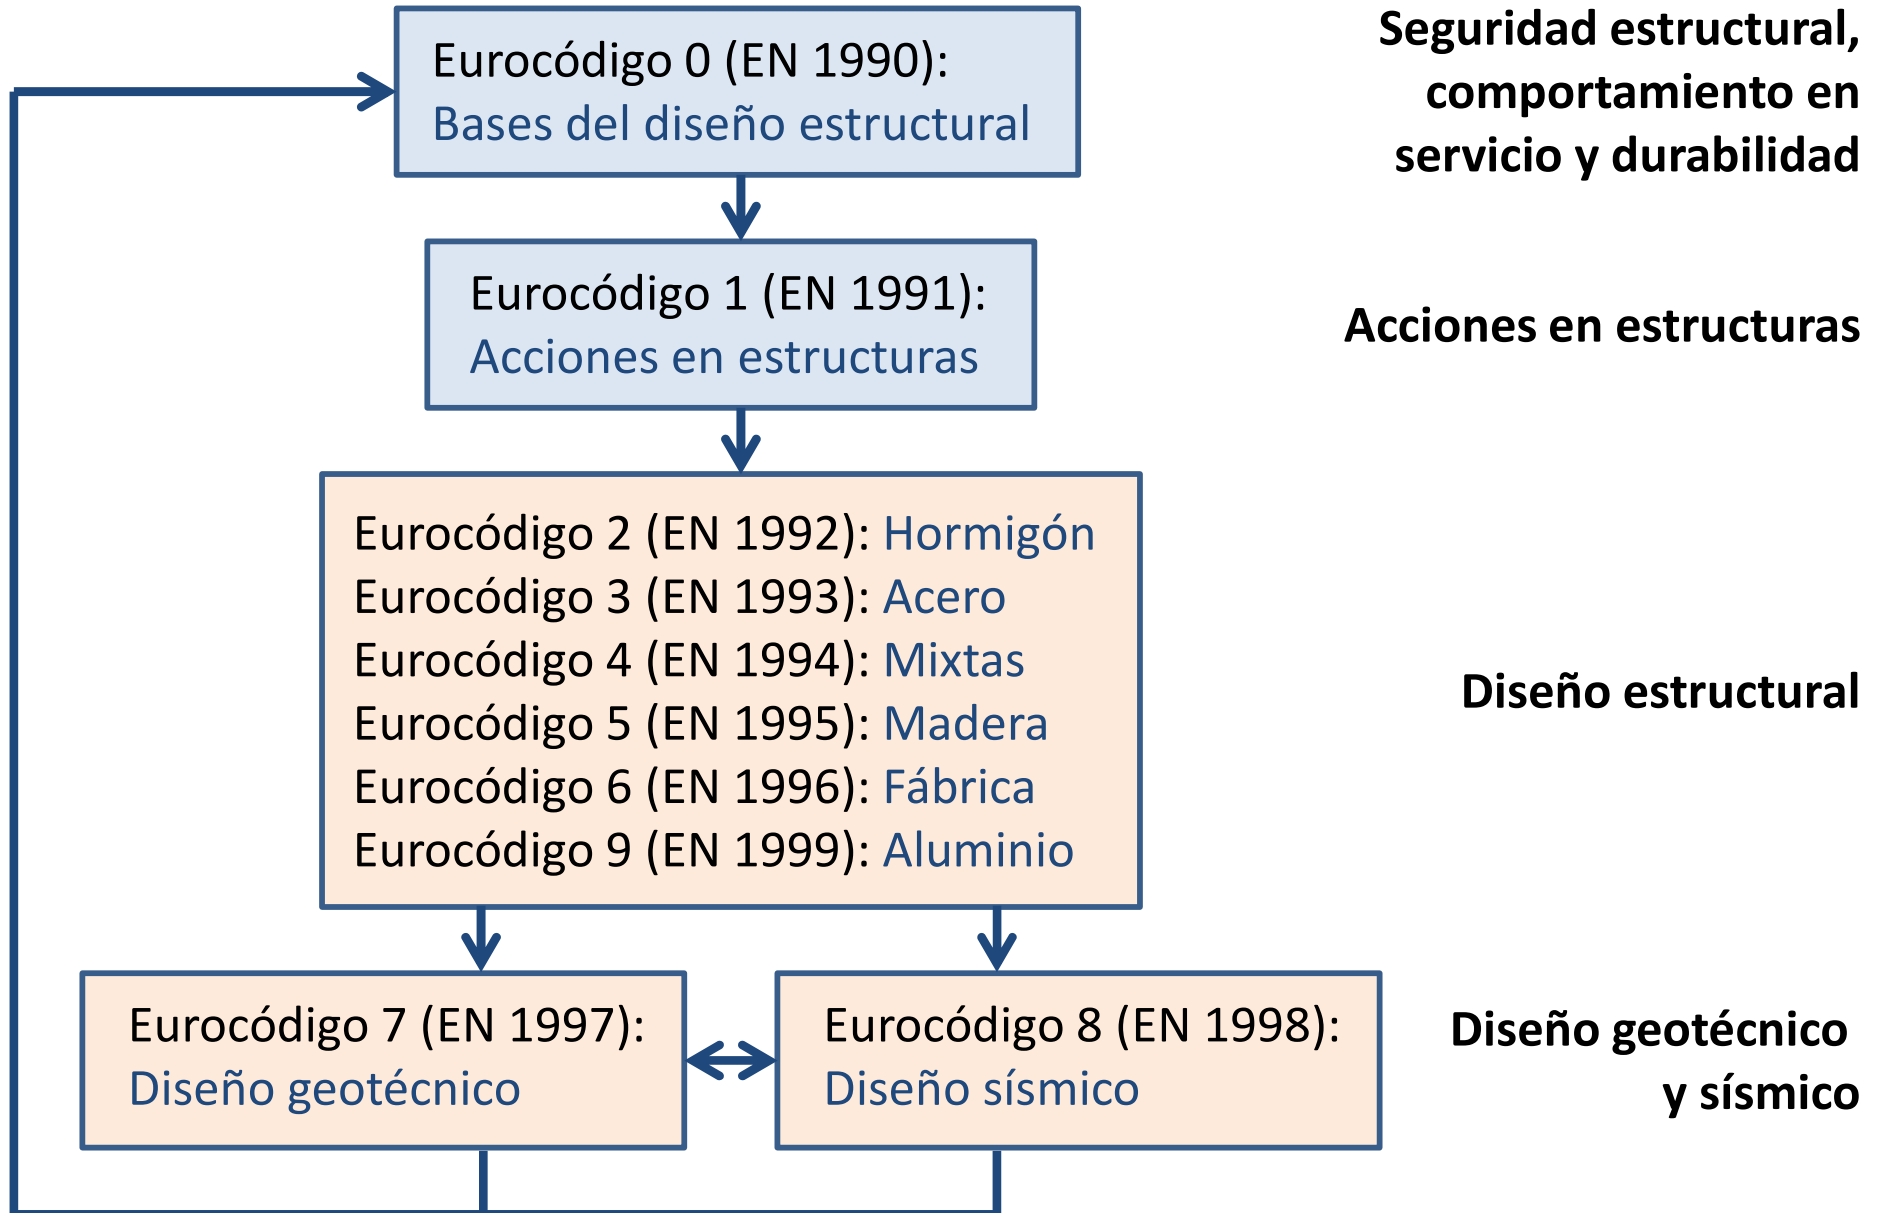 Eurocódigo 0 (EN 1990):
Bases del diseño estructural
Seguridad estructural,
comportamiento en
servicio y durabilidad
Eurocódigo 1 (EN 1991):
Acciones en estructuras
Acciones en estructuras
Eurocódigo 2 (EN 1992): Hormigón
Eurocódigo 3 (EN 1993): Acero
Eurocódigo 4 (EN 1994): Mixtas
Eurocódigo 5 (EN 1995): Madera
Eurocódigo 6 (EN 1996): Fábrica
Eurocódigo 9 (EN 1999): Aluminio
Diseño estructural
Eurocódigo 7 (EN 1997):
Diseño geotécnico
Eurocódigo 8 (EN 1998):
Diseño sísmico
Diseño geotécnico
y sísmico